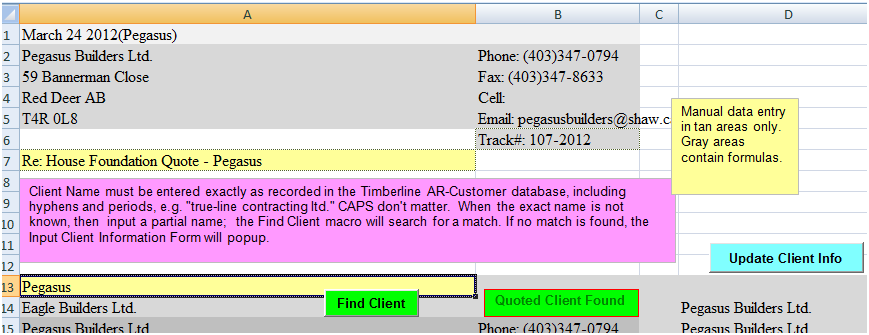 A B C D
1 March 24 2012(Pegasus)
2 Pegasus Builders Ltd. Phone: (403)347-0794
3 59 Bannerman Close Fax: (403)347-8633
4 Red Deer AB Cell:
5 T4R 0L8 Email: pegasusbuilders@shaw.c
6 Track#: 107-2012
Manual data entry
in tan areas only.
Gray areas
contain formulas.
7 Re: House Foundation Quote - Pegasus
8
9
10
11
12
Client Name must be entered exactly as recorded in the Timberline AR-Customer database, including
hyphens and periods, e.g. "true-line contracting ltd." CAPS don't matter. When the exact name is not
known, then input a partial name; the Find Client macro will search for a match. If no match is found, the
Input Client Information Form will popup.
Update Client Info
13 Pegasus
Find Client
Quoted Client Found
14 Eagle Builders Ltd. Pegasus Builders Ltd.
15 Pegasus Builders Ltd. Phone: (403)347-0794 Pegasus Builders Ltd.